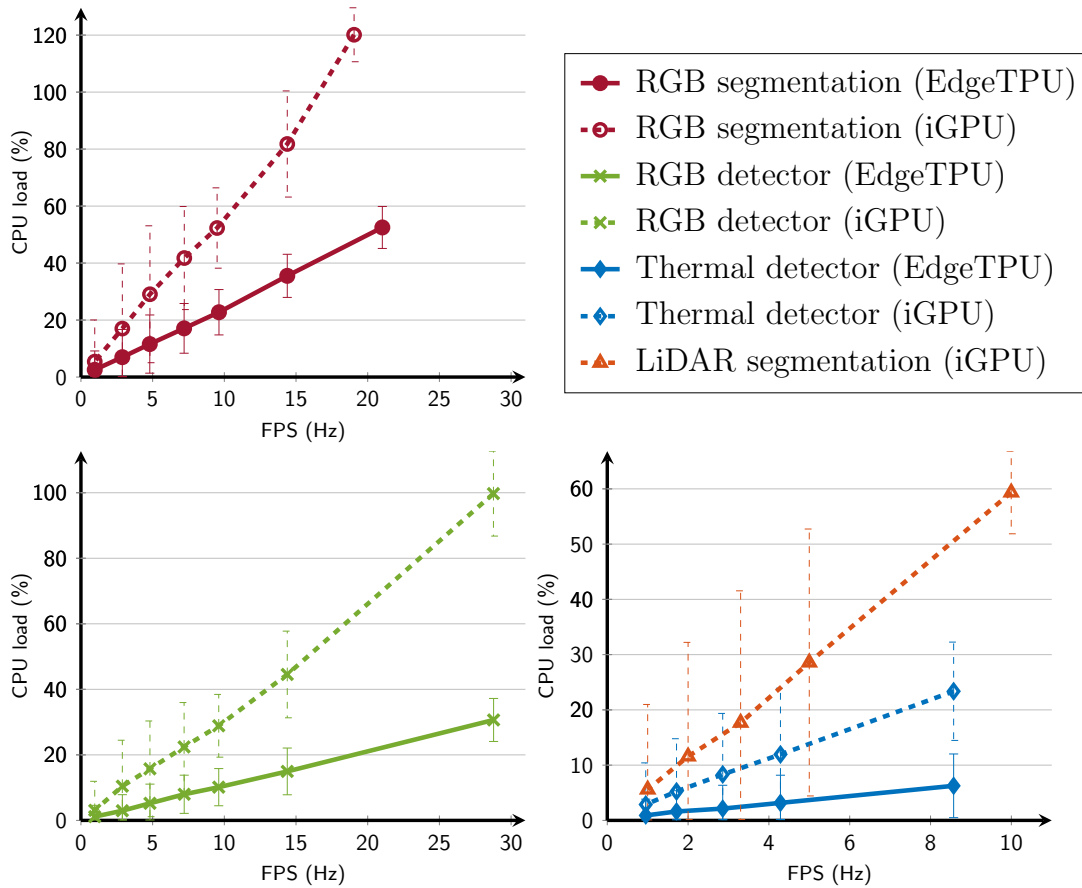 120
100
80
60
40
20
0
CPU load (%)
0 5 10 15 20 25 30
FPS (Hz)
RGB segmentation (EdgeTPU)
RGB segmentation (iGPU)
RGB detector (EdgeTPU)
RGB detector (iGPU)
Thermal detector (EdgeTPU)
Thermal detector (iGPU)
LiDAR segmentation (iGPU)
100
80
60
40
20
0
CPU load (%)
0 5 10 15 20 25 30
FPS (Hz)
60
50
40
30
20
10
0
CPU load (%)
0 2 4 6 8 10
FPS (Hz)